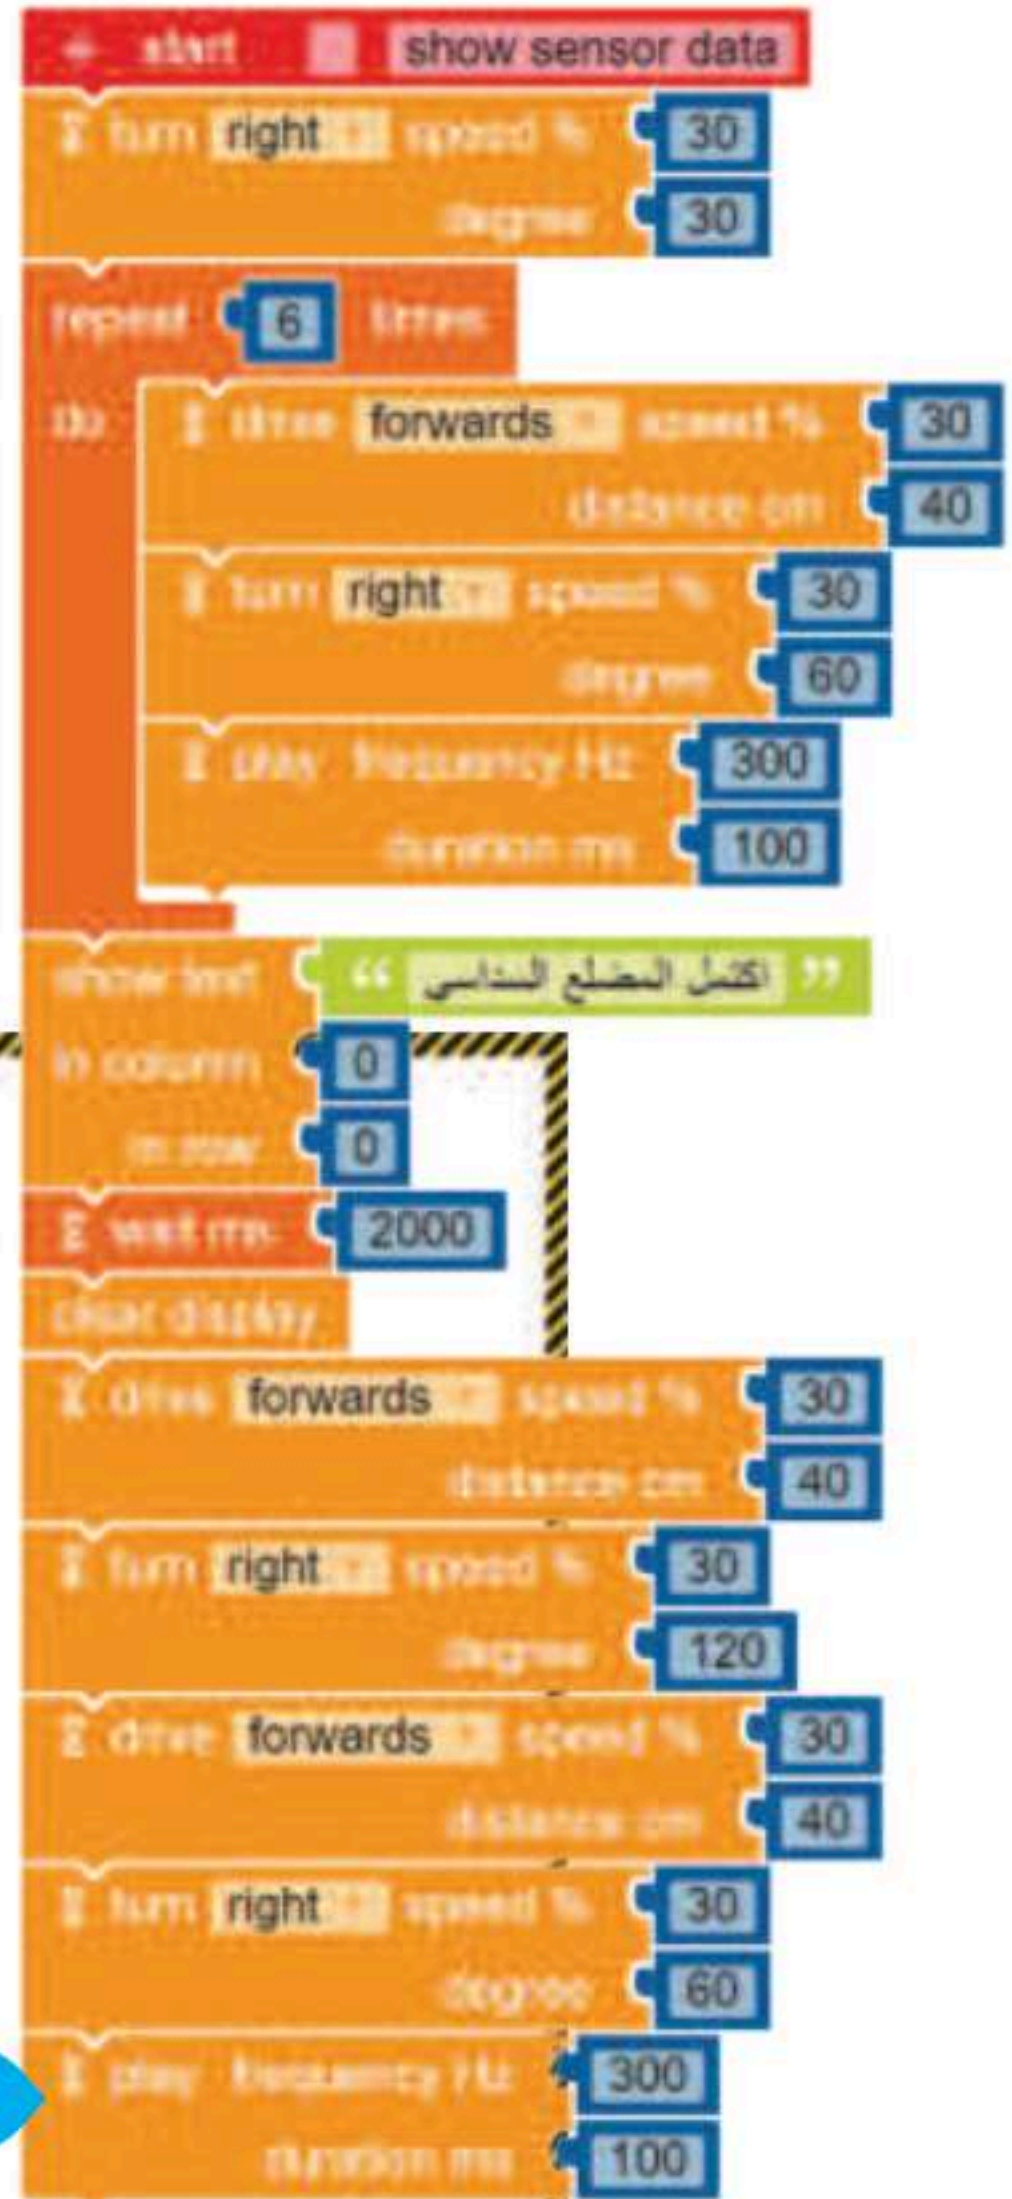 start show sensor data
turn right speed % 30
degree 30
repeat 6 times
do drive forwards speed % 30
distance cm 40
turn right speed % 30
degree 60
play frequency Hz 300
duration ms 100
show text “ اكتمل المضلع السداسي ”
in column 0
in row 0
wait ms 2000
clear display
drive forwards speed % 30
distance cm 40
turn right speed % 30
degree 120
drive forwards speed % 30
distance cm 40
turn right speed % 30
degree 60
play frequency Hz 300
duration ms 100